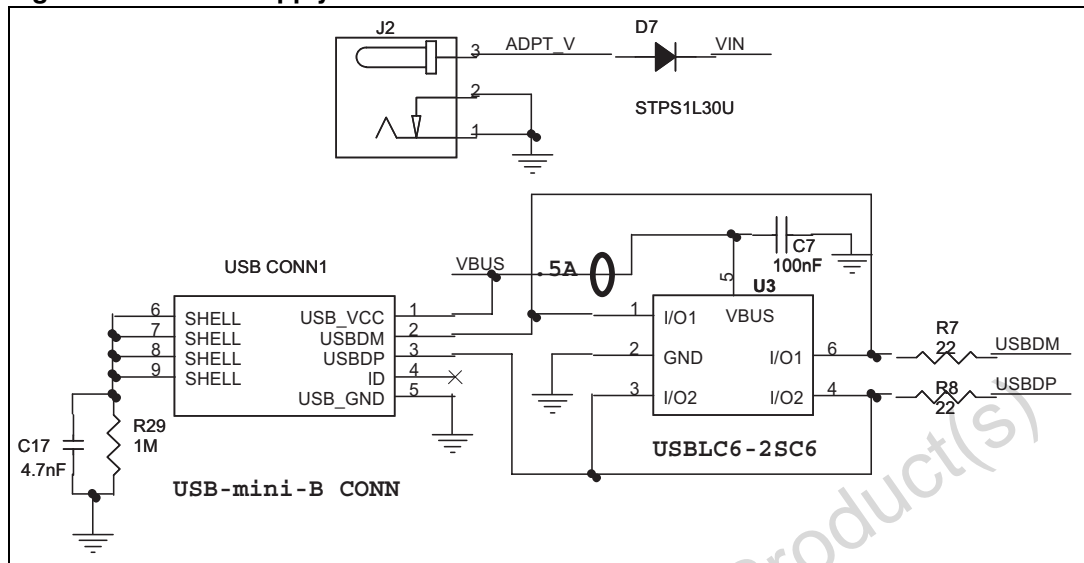 J2
D7
3
ADPT_V
VIN
2
1
STPS1L30U
USB CONN1
VBUS
.5A
C7
100nF
5
U3
6
SHELL
USB_VCC
1
7
SHELL
USBDM
2
8
SHELL
USBDP
3
9
SHELL
ID
4
USB_GND
5
1
I/O1
VBUS
2
GND
I/O1
6
3
I/O2
I/O2
4
R7
22
USBDM
R8
22
USBDP
C17
4.7nF
R29
1M
USB-mini-B CONN
USBLC6-2SC6
roduct(s)